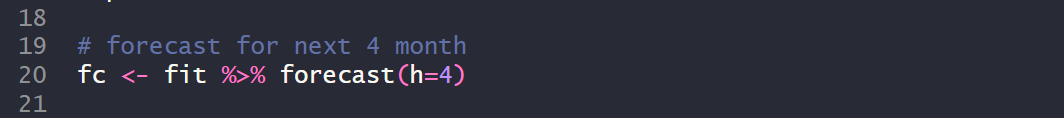 18
19 # forecast for next 4 month
20 fc <- fit %>% forecast(h=4)
21